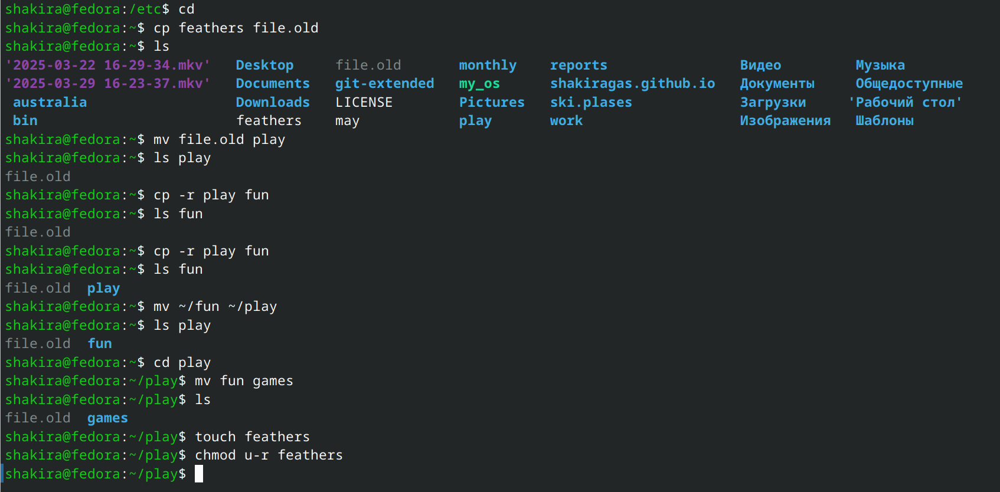 shakira@fedora:/etc$ cd
shakira@fedora:~$ cp feathers file.old
shakira@fedora:~$ ls
'2025-03-22 16-29-34.mkv'   Desktop     file.old       monthly    reports                Видео         Музыка
'2025-03-29 16-23-37.mkv'   Documents   git-extended   my_os      shakiragas.github.io   Документы     Общедоступные
 australia                  Downloads   LICENSE        Pictures   ski.plases             Загрузки     'Рабочий стол'
 bin                        feathers    may            play       work                   Изображения   Шаблоны
shakira@fedora:~$ mv file.old play
shakira@fedora:~$ ls play
file.old
shakira@fedora:~$ cp -r play fun
shakira@fedora:~$ ls fun
file.old
shakira@fedora:~$ cp -r play fun
shakira@fedora:~$ ls fun
file.old  play
shakira@fedora:~$ mv ~/fun ~/play
shakira@fedora:~$ ls play
file.old  fun
shakira@fedora:~$ cd play
shakira@fedora:~/play$ mv fun games
shakira@fedora:~/play$ ls
file.old  games
shakira@fedora:~/play$ touch feathers
shakira@fedora:~/play$ chmod u-r feathers
shakira@fedora:~/play$